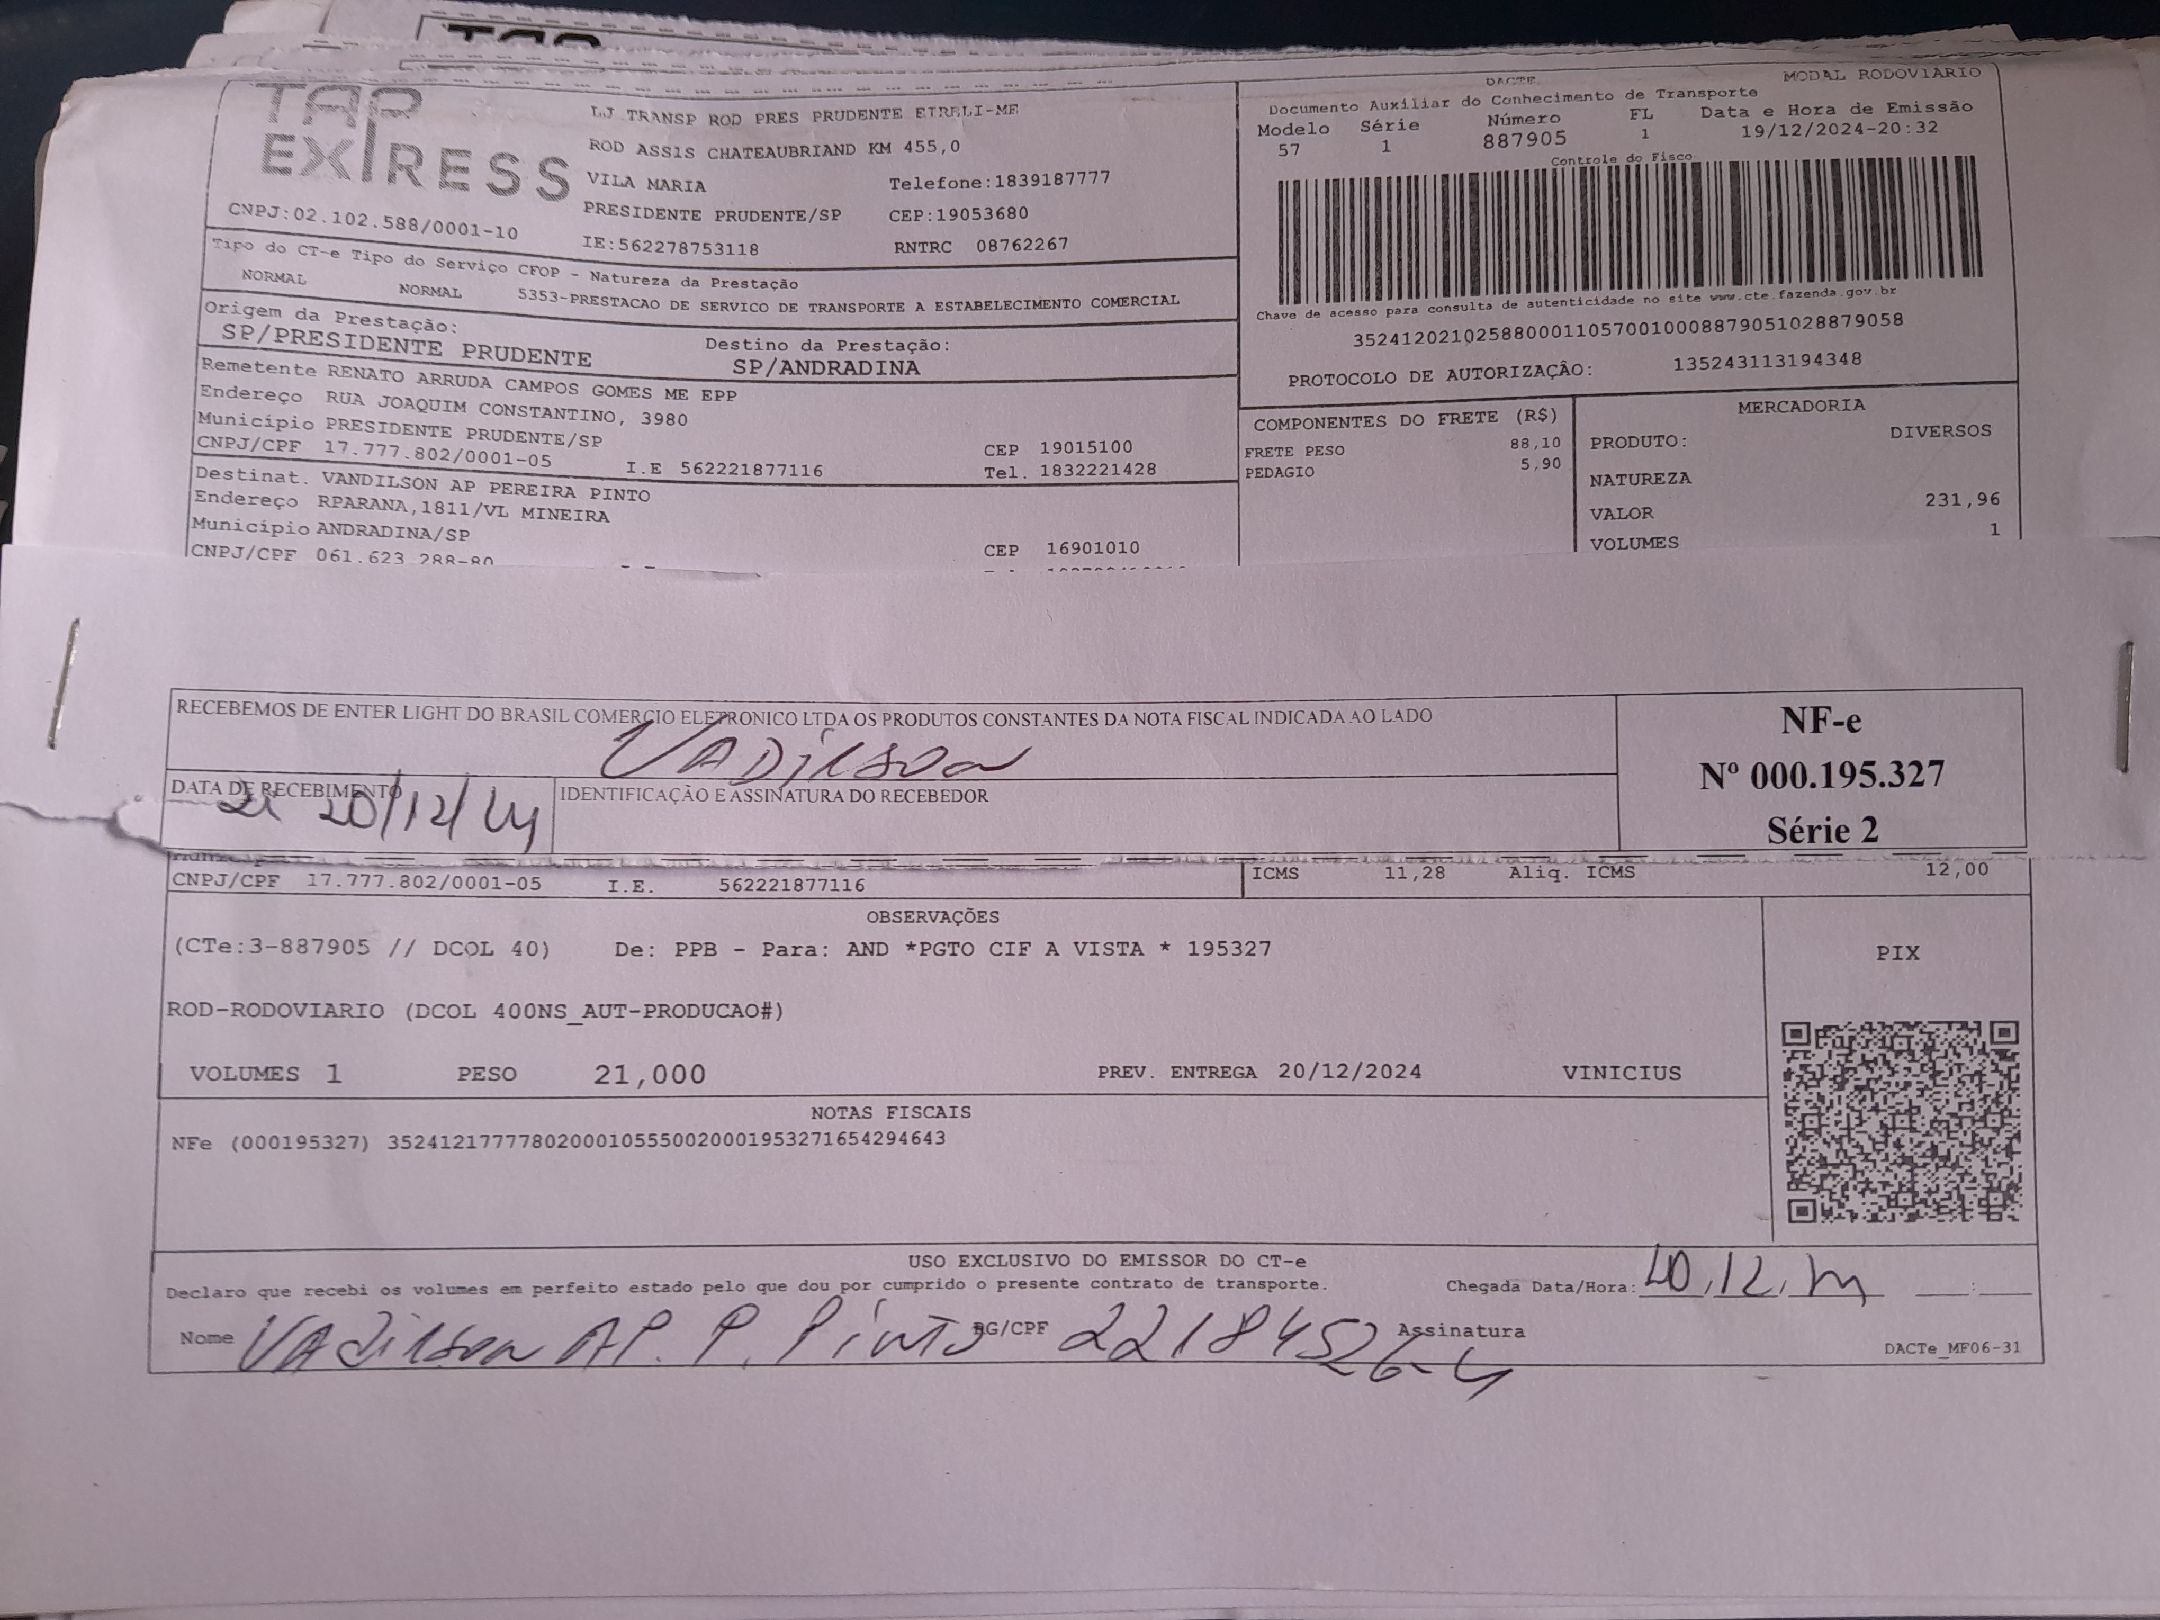 TAP
EXPRESS
CNPJ:02.102.588/0001-10
LJ TRANSP ROD PRES PRUDENTE EIRELI-ME
ROD ASSIS CHATEAUBRIAND KM 455,0
VILA MARIA Telefone:1839187777
PRESIDENTE PRUDENTE/SP CEP:19053680
IE:562278753118 RNTRC 08762267
DACTE MODAL RODOVIARIO
Documento Auxiliar do Conhecimento de Transporte
Modelo Série Número FL Data e Hora de Emissão
57 1 887905 1 19/12/2024-20:32
Controle do Fisco
Chave de acesso para consulta de autenticidade no site www.cte.fazenda.gov.br
35241202102588000110570010008879051028879058
PROTOCOLO DE AUTORIZAÇÃO: 135243113194348
Tipo do CT-e Tipo do Serviço CFOP - Natureza da Prestação
NORMAL NORMAL 5353-PRESTACAO DE SERVICO DE TRANSPORTE A ESTABELECIMENTO COMERCIAL
Origem da Prestação: Destino da Prestação:
SP/PRESIDENTE PRUDENTE SP/ANDRADINA
Remetente RENATO ARRUDA CAMPOS GOMES ME EPP
Endereço RUA JOAQUIM CONSTANTINO, 3980
Município PRESIDENTE PRUDENTE/SP CEP 19015100
CNPJ/CPF 17.777.802/0001-05 I.E 562221877116 Tel. 1832221428
Destinat. VANDILSON AP PEREIRA PINTO
Endereço RPARANA,1811/VL MINEIRA
Município ANDRADINA/SP CEP 16901010
CNPJ/CPF 061.623.288-80
COMPONENTES DO FRETE (R$)
FRETE PESO 88,10
PEDAGIO 5,90
MERCADORIA
PRODUTO: DIVERSOS
NATUREZA
VALOR 231,96
VOLUMES 1
RECEBEMOS DE ENTER LIGHT DO BRASIL COMERCIO ELETRONICO LTDA OS PRODUTOS CONSTANTES DA NOTA FISCAL INDICADA AO LADO
VADilson
DATA DE RECEBIMENTO IDENTIFICAÇÃO E ASSINATURA DO RECEBEDOR
20/12/24
NF-e
Nº 000.195.327
Série 2
CNPJ/CPF 17.777.802/0001-05 I.E. 562221877116 ICMS 11,28 Aliq. ICMS 12,00
OBSERVAÇÕES
(CTe:3-887905 // DCOL 40) De: PPB - Para: AND *PGTO CIF A VISTA * 195327
PIX
ROD-RODOVIARIO (DCOL 400NS_AUT-PRODUCAO#)
VOLUMES 1 PESO 21,000 PREV. ENTREGA 20/12/2024 VINICIUS
NOTAS FISCAIS
NFe (000195327) 35241217777802000105550020001953271654294643
USO EXCLUSIVO DO EMISSOR DO CT-e
Declaro que recebi os volumes em perfeito estado pelo que dou por cumprido o presente contrato de transporte. Chegada Data/Hora: 20,12,24 :
Nome VAdilson AP. P. Pinto RG/CPF 22184526-4 Assinatura
DACTe_MF06-31